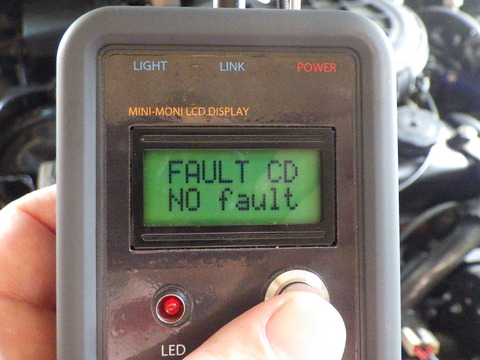 LIGHT LINK POWER
MINI-MONI LCD DISPLAY
FAULT CD
NO fault
LED